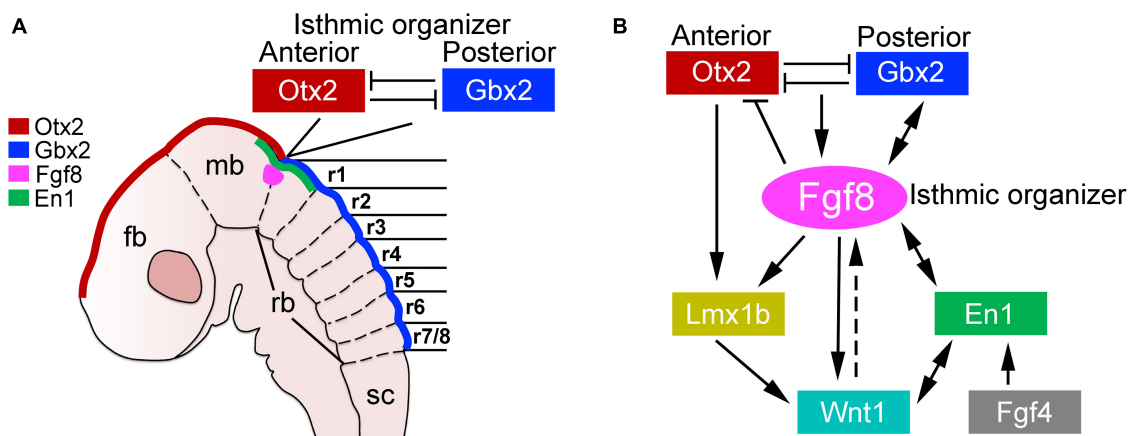 A
Isthmic organizer
Anterior
Posterior
Otx2
Gbx2
Otx2
Gbx2
Fgf8
En1
mb
fb
rb
sc
r1
r2
r3
r4
r5
r6
r7/8
B
Anterior
Posterior
Otx2
Gbx2
Fgf8
Isthmic organizer
Lmx1b
En1
Wnt1
Fgf4